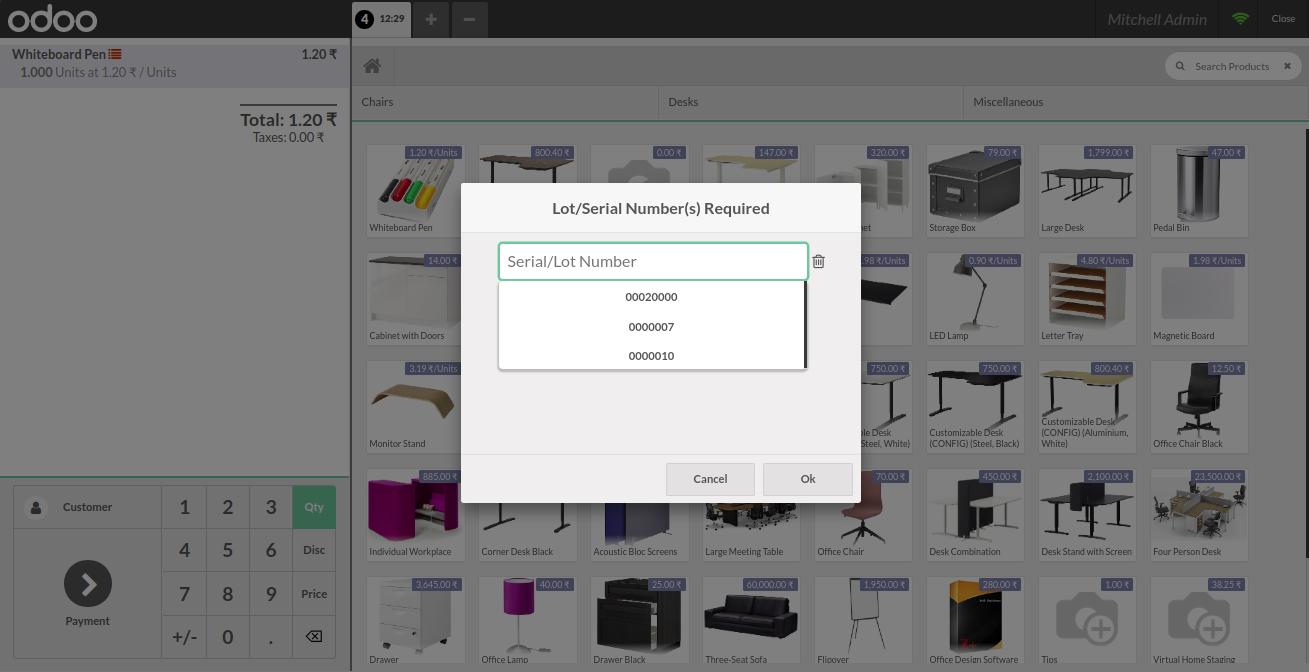 odoo
4 12:29 + −
Mitchell Admin
Close
Whiteboard Pen 1.20 ₹
1.000 Units at 1.20 ₹ / Units
Total: 1.20 ₹
Taxes: 0.00 ₹
Customer
Payment
1 2 3 Qty
4 5 6 Disc
7 8 9 Price
+/- 0 .
Search Products
Chairs Desks Miscellaneous
1.20 ₹/Units 800.40 ₹ 0.00 ₹ 147.00 ₹ 320.00 ₹ 79.00 ₹ 1,799.00 ₹ 47.00 ₹
Whiteboard Pen Storage Box Large Desk Pedal Bin
Lot/Serial Number(s) Required
Serial/Lot Number
00020000
0000007
0000010
Cancel Ok
14.00 ₹ .98 ₹/Units 0.90 ₹/Units 4.80 ₹/Units 1.98 ₹/Units
Cabinet with Doors LED Lamp Letter Tray Magnetic Board
3.19 ₹/Units 750.00 ₹ 750.00 ₹ 800.40 ₹ 12.50 ₹
Monitor Stand
ble Desk
Steel, White)
Customizable Desk
(CONFIG) (Steel, Black)
Customizable Desk
(CONFIG) (Aluminium,
White)
Office Chair Black
885.00 ₹ 70.00 ₹ 450.00 ₹ 2,100.00 ₹ 23,500.00 ₹
Individual Workplace Corner Desk Black Acoustic Bloc Screens Large Meeting Table Office Chair Desk Combination Desk Stand with Screen Four Person Desk
3,645.00 ₹ 40.00 ₹ 25.00 ₹ 60,000.00 ₹ 1,950.00 ₹ 280.00 ₹ 1.00 ₹ 38.25 ₹
Drawer Office Lamp Drawer Black Three-Seat Sofa Flipover Office Design Software Tips Virtual Home Staging